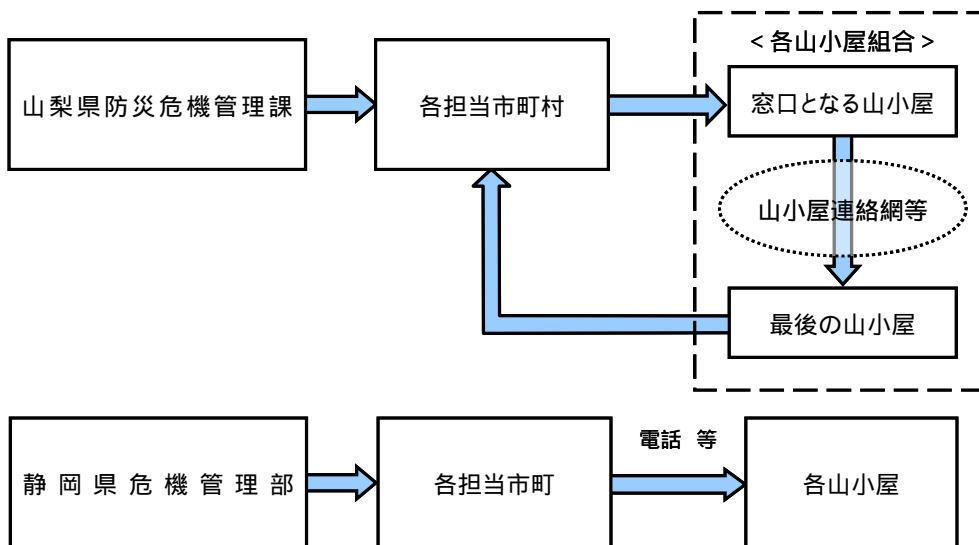 ＜各山小屋組合＞
山梨県防災危機管理課
各担当市町村
窓口となる山小屋
山小屋連絡網等
最後の山小屋
静岡県危機管理部
各担当市町
電話 等
各山小屋